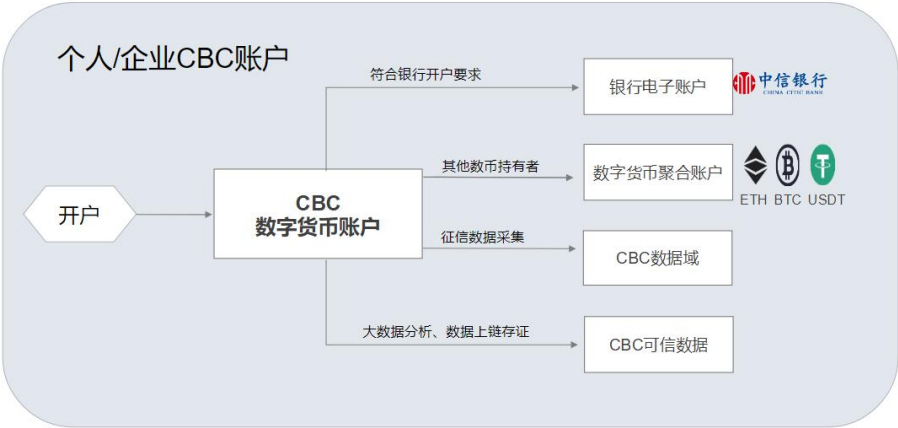 个人/企业CBC账户
符合银行开户要求
银行电子账户
中信银行
CHINA CITIC BANK
其他数币持有者
数字货币聚合账户
ETH BTC USDT
开户
CBC
数字货币账户
征信数据采集
CBC数据域
大数据分析、数据上链存证
CBC可信数据